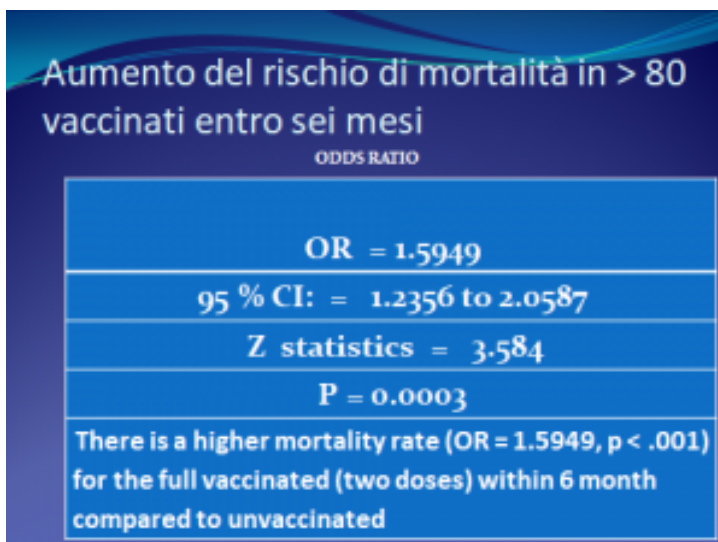 Aumento del rischio di mortalità in > 80
vaccinati entro sei mesi
ODDS RATIO
OR = 1.5949
95 % CI: = 1.2356 to 2.0587
Z statistics = 3.584
P = 0.0003
There is a higher mortality rate (OR = 1.5949, p < .001)
for the full vaccinated (two doses) within 6 month
compared to unvaccinated